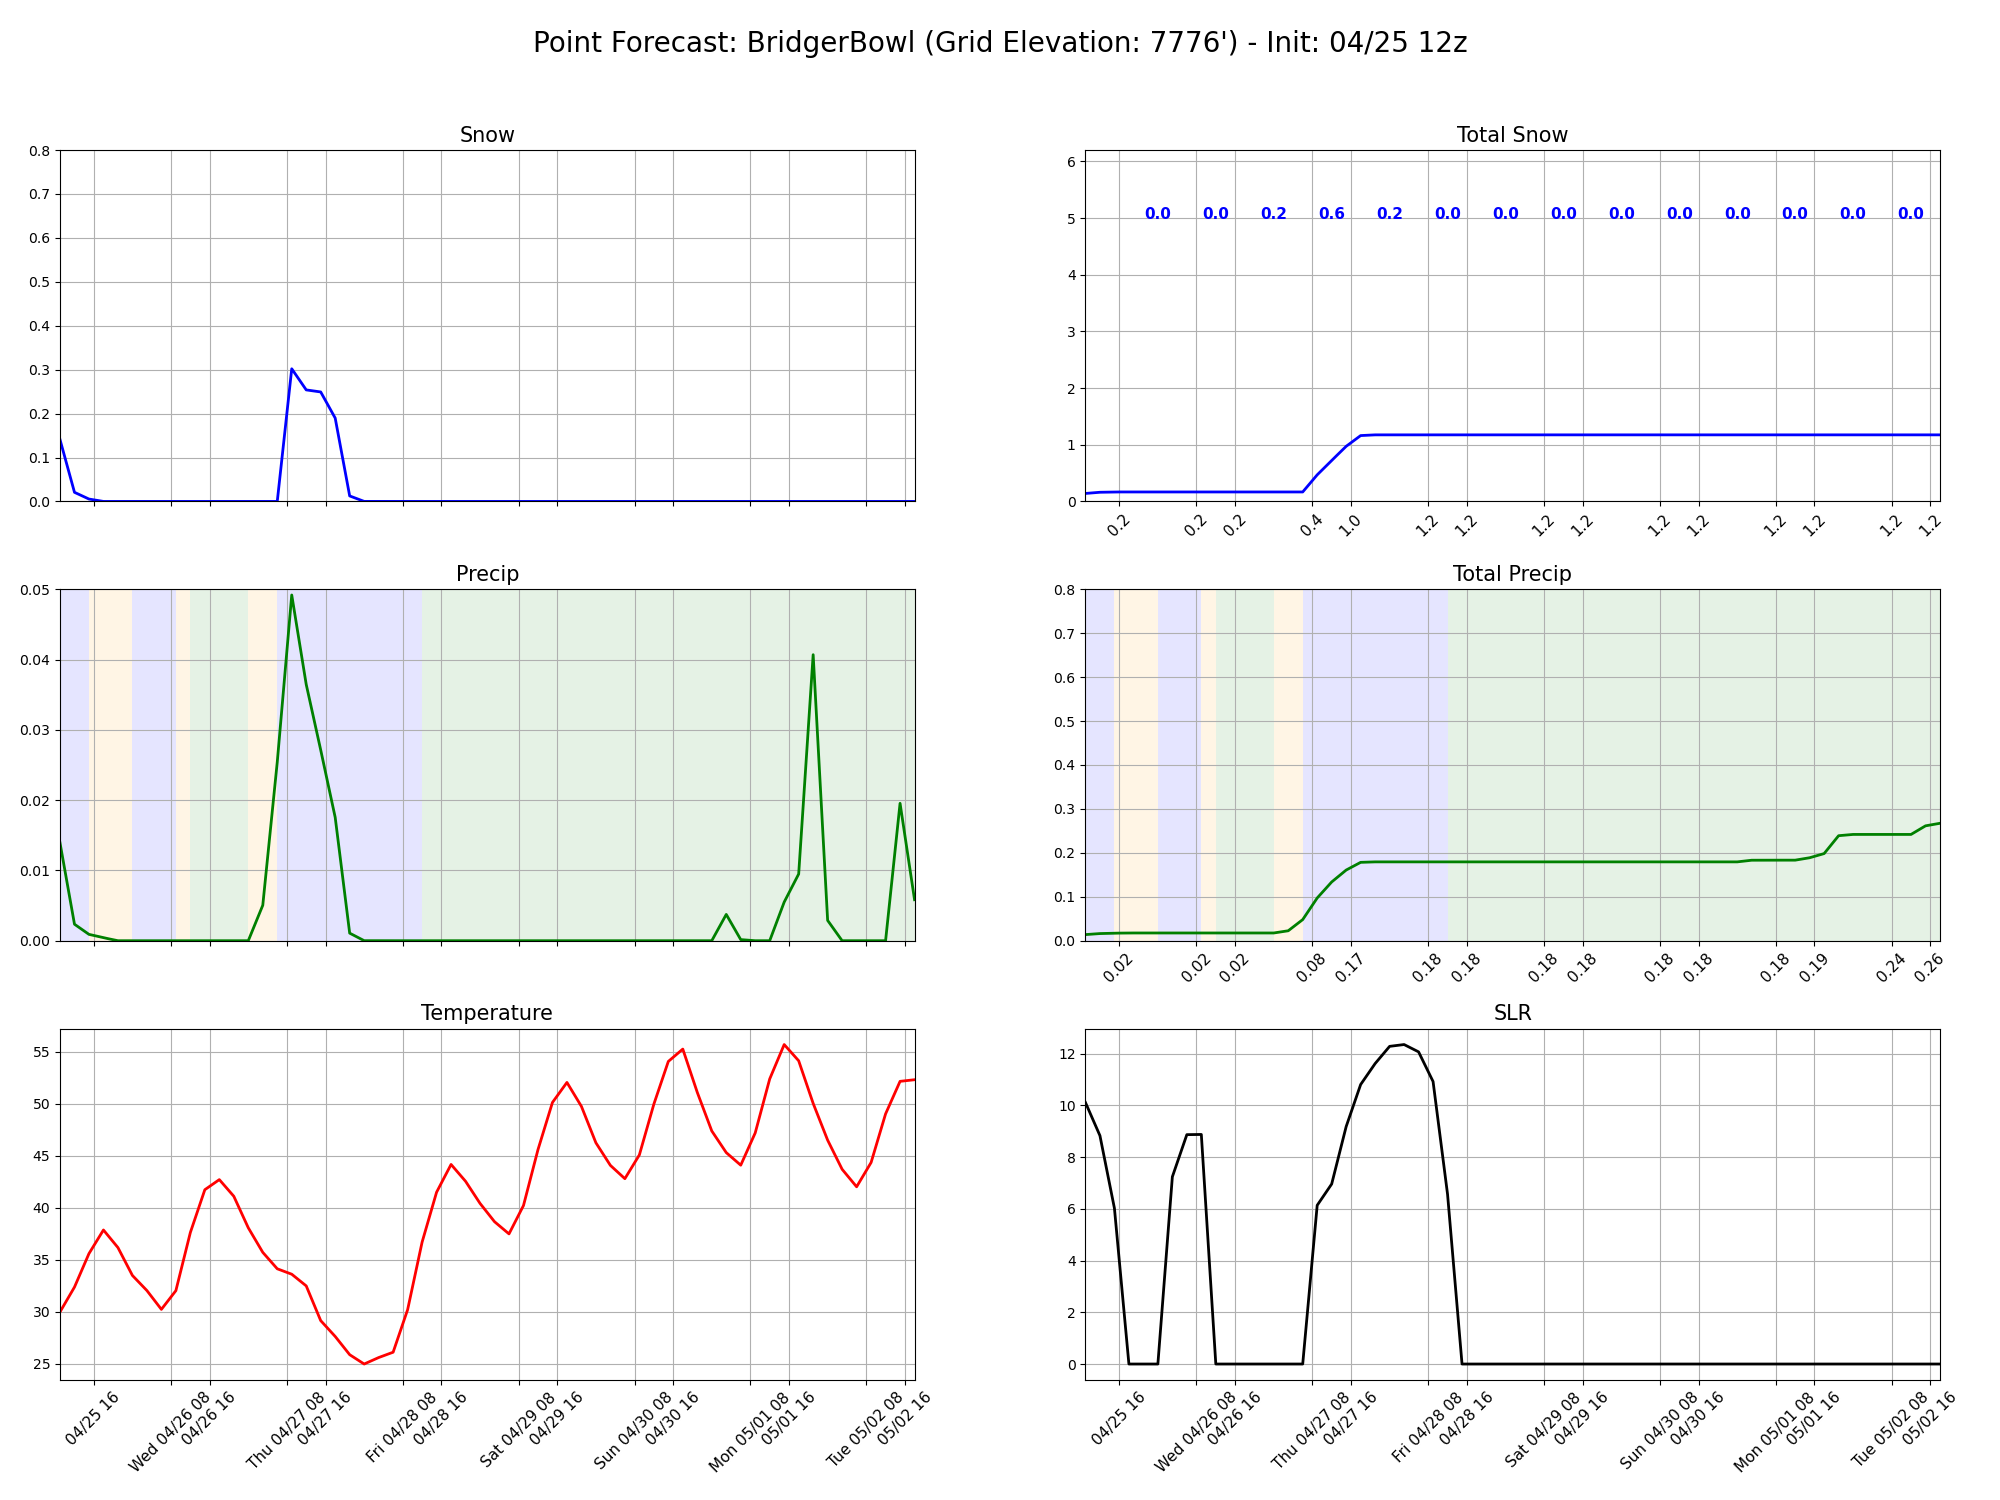 Point Forecast: BridgerBowl (Grid Elevation: 7776') - Init: 04/25 12z
Snow
0.8
0.7
0.6
0.5
0.4
0.3
0.2
0.1
0.0
Total Snow
6
5
4
3
2
1
0
0.0 0.0 0.2 0.6 0.2 0.0 0.0 0.0 0.0 0.0 0.0 0.0 0.0 0.0
0.2 0.2 0.2 0.4 1.0 1.2 1.2 1.2 1.2 1.2 1.2 1.2 1.2 1.2 1.2
Precip
0.05
0.04
0.03
0.02
0.01
0.00
Total Precip
0.8
0.7
0.6
0.5
0.4
0.3
0.2
0.1
0.0
0.02 0.02 0.02 0.08 0.17 0.18 0.18 0.18 0.18 0.18 0.18 0.18 0.19 0.24 0.26
Temperature
55
50
45
40
35
30
25
04/25 16
Wed 04/26 08
04/26 16
Thu 04/27 08
04/27 16
Fri 04/28 08
04/28 16
Sat 04/29 08
04/29 16
Sun 04/30 08
04/30 16
Mon 05/01 08
05/01 16
Tue 05/02 08
05/02 16
SLR
12
10
8
6
4
2
0
04/25 16
Wed 04/26 08
04/26 16
Thu 04/27 08
04/27 16
Fri 04/28 08
04/28 16
Sat 04/29 08
04/29 16
Sun 04/30 08
04/30 16
Mon 05/01 08
05/01 16
Tue 05/02 08
05/02 16